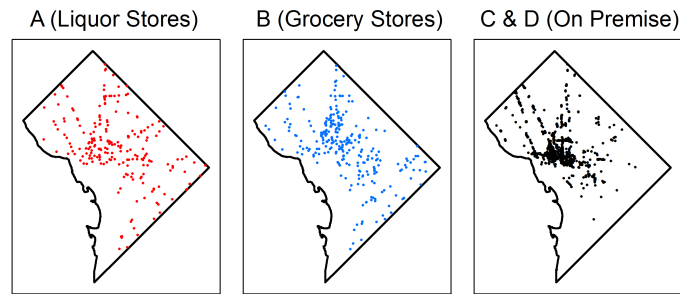 A (Liquor Stores)
B (Grocery Stores)
C & D (On Premise)